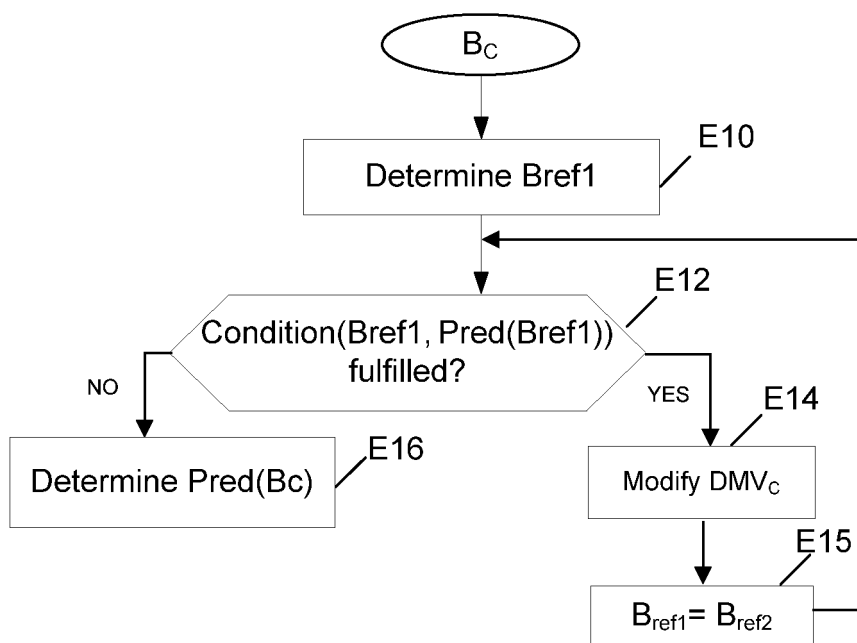 B_C
E10
Determine Bref1
E12
Condition(Bref1, Pred(Bref1))
fulfilled?
NO
YES
E14
E16
Determine Pred(Bc)
Modify DMV_C
E15
B_ref1= B_ref2